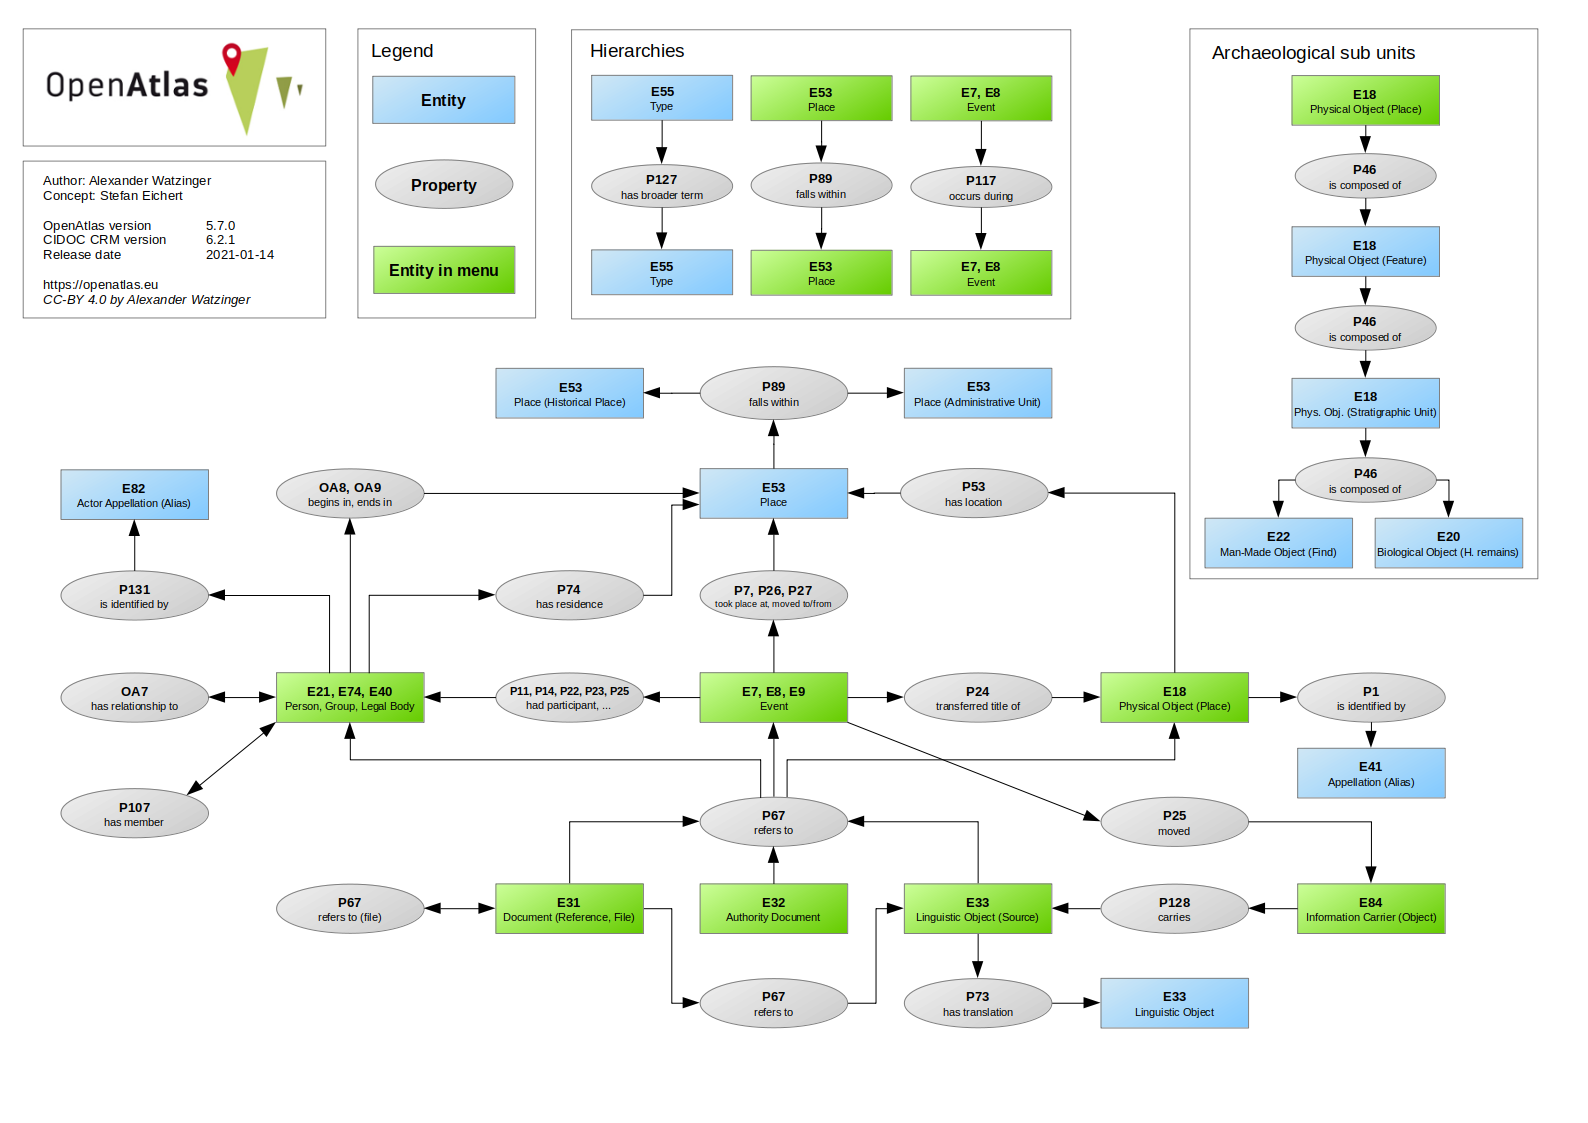 OpenAtlas
Author: Alexander Watzinger
Concept: Stefan Eichert
OpenAtlas version 5.7.0
CIDOC CRM version 6.2.1
Release date 2021-01-14
https://openatlas.eu
CC-BY 4.0 by Alexander Watzinger
Legend
Entity
Property
Entity in menu
Hierarchies
E55
Type
P127
has broader term
E55
Type
E53
Place
P89
falls within
E53
Place
E7, E8
Event
P117
occurs during
E7, E8
Event
Archaeological sub units
E18
Physical Object (Place)
P46
is composed of
E18
Physical Object (Feature)
P46
is composed of
E18
Phys. Obj. (Stratigraphic Unit)
P46
is composed of
E22
Man-Made Object (Find)
E20
Biological Object (H. remains)
E53
Place (Historical Place)
P89
falls within
E53
Place (Administrative Unit)
E82
Actor Appellation (Alias)
OA8, OA9
begins in, ends in
E53
Place
P53
has location
P131
is identified by
P74
has residence
P7, P26, P27
took place at, moved to/from
OA7
has relationship to
E21, E74, E40
Person, Group, Legal Body
P11, P14, P22, P23, P25
had participant, ...
E7, E8, E9
Event
P24
transferred title of
E18
Physical Object (Place)
P1
is identified by
E41
Appellation (Alias)
P107
has member
P67
refers to
P25
moved
P67
refers to (file)
E31
Document (Reference, File)
E32
Authority Document
E33
Linguistic Object (Source)
P128
carries
E84
Information Carrier (Object)
P67
refers to
P73
has translation
E33
Linguistic Object